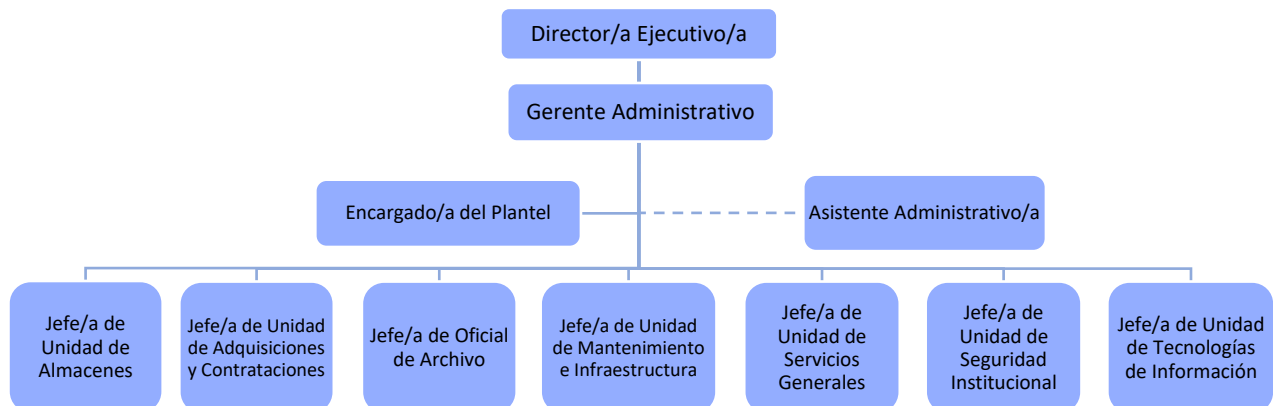 Director/a Ejecutivo/a
Gerente Administrativo
Encargado/a del Plantel
Asistente Administrativo/a
Jefe/a de
Unidad de
Almacenes
Jefe/a de Unidad
de Adquisiciones
y Contrataciones
Jefe/a de Oficial
de Archivo
Jefe/a de Unidad
de Mantenimiento
e Infraestructura
Jefe/a de
Unidad de
Servicios
Generales
Jefe/a de
Unidad de
Seguridad
Institucional
Jefe/a de Unidad
de Tecnologías
de Información